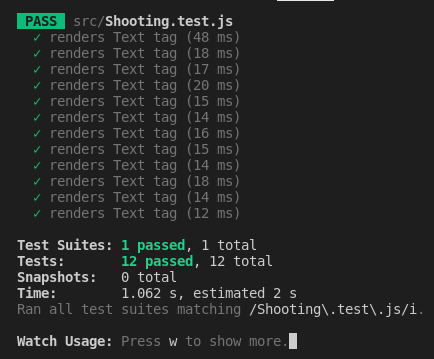 PASS src/Shooting.test.js
✓ renders Text tag (48 ms)
✓ renders Text tag (18 ms)
✓ renders Text tag (17 ms)
✓ renders Text tag (20 ms)
✓ renders Text tag (15 ms)
✓ renders Text tag (14 ms)
✓ renders Text tag (16 ms)
✓ renders Text tag (15 ms)
✓ renders Text tag (14 ms)
✓ renders Text tag (18 ms)
✓ renders Text tag (14 ms)
✓ renders Text tag (12 ms)
Test Suites: 1 passed, 1 total
Tests: 12 passed, 12 total
Snapshots: 0 total
Time: 1.062 s, estimated 2 s
Ran all test suites matching /Shooting\.test\.js/i.
Watch Usage: Press w to show more.